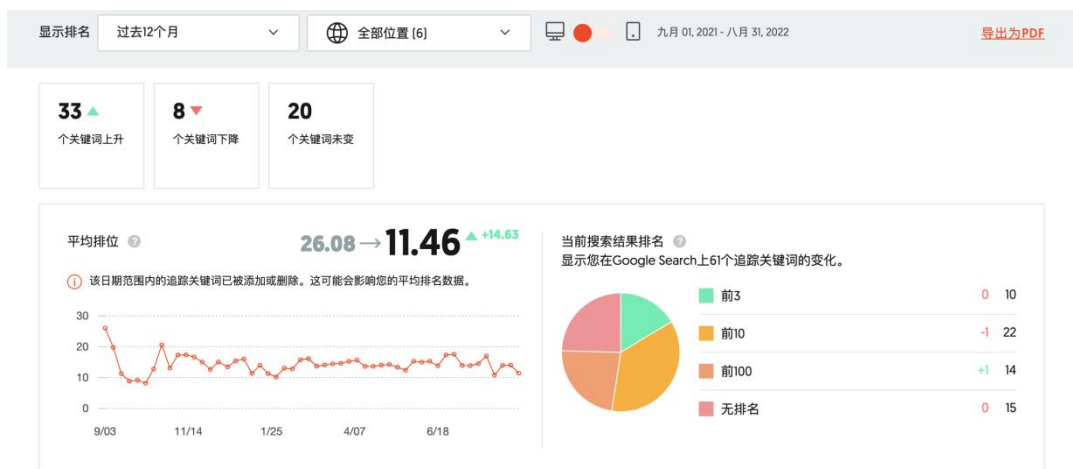 显示排名 过去12个月 全部位置 (6) 九月 01, 2021 - 八月 31, 2022 导出为PDF
33 8 20
个关键词上升 个关键词下降 个关键词未变
平均排位 26.08 → 11.46 +14.63
该日期范围内的追踪关键词已被添加或删除。这可能会影响您的平均排名数据。
30
20
10
0
9/03 11/14 1/25 4/07 6/18
当前搜索结果排名
显示您在Google Search上61个追踪关键词的变化。
前3 0 10
前10 -1 22
前100 +1 14
无排名 0 15